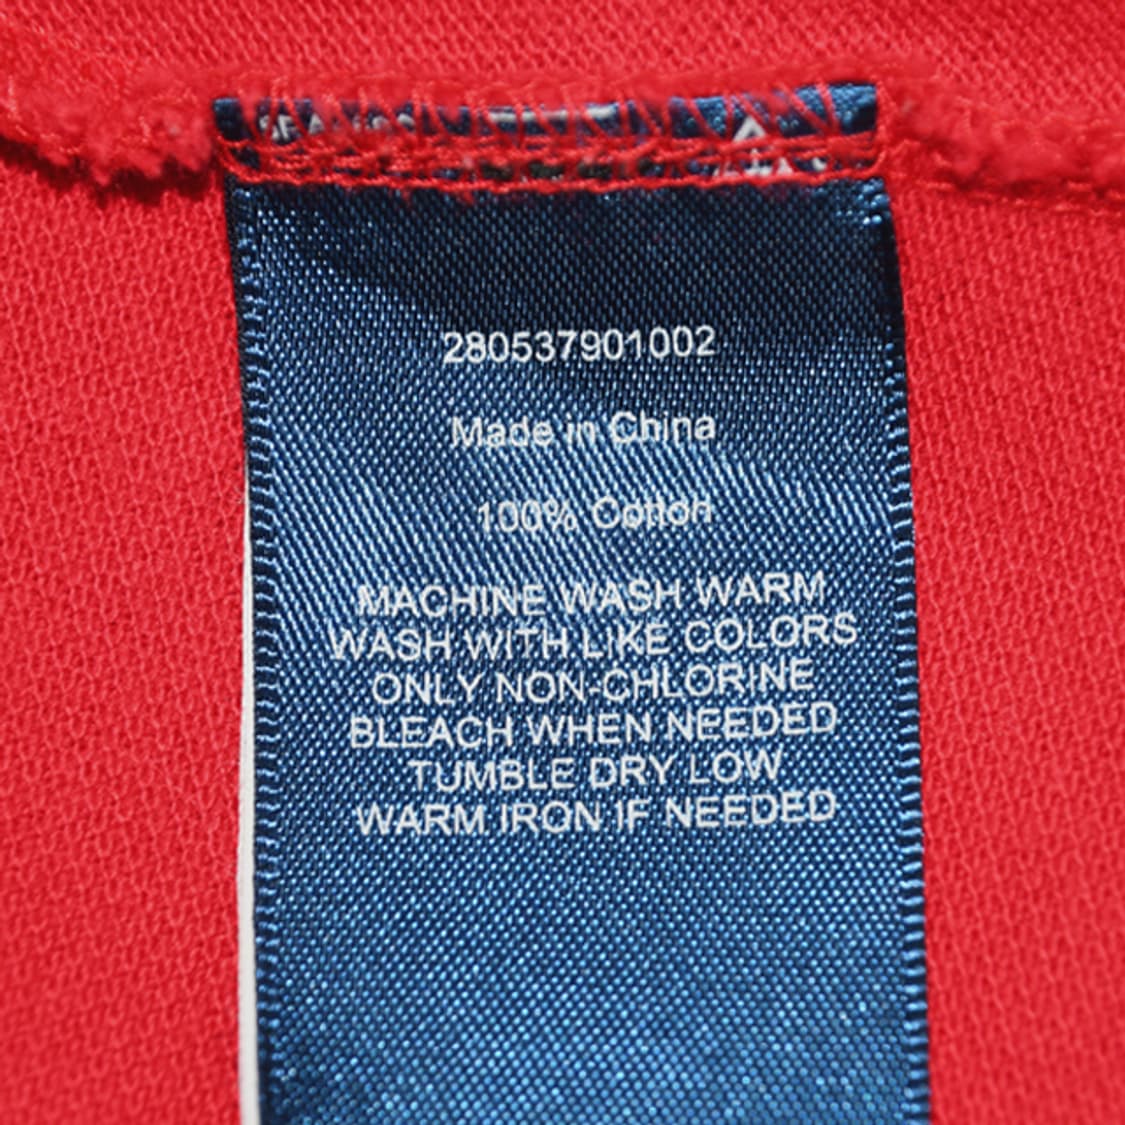 280537901002
Made in China
100% Cotton
MACHINE WASH WARM
WASH WITH LIKE COLORS
ONLY NON-CHLORINE
BLEACH WHEN NEEDED
TUMBLE DRY LOW
WARM IRON IF NEEDED